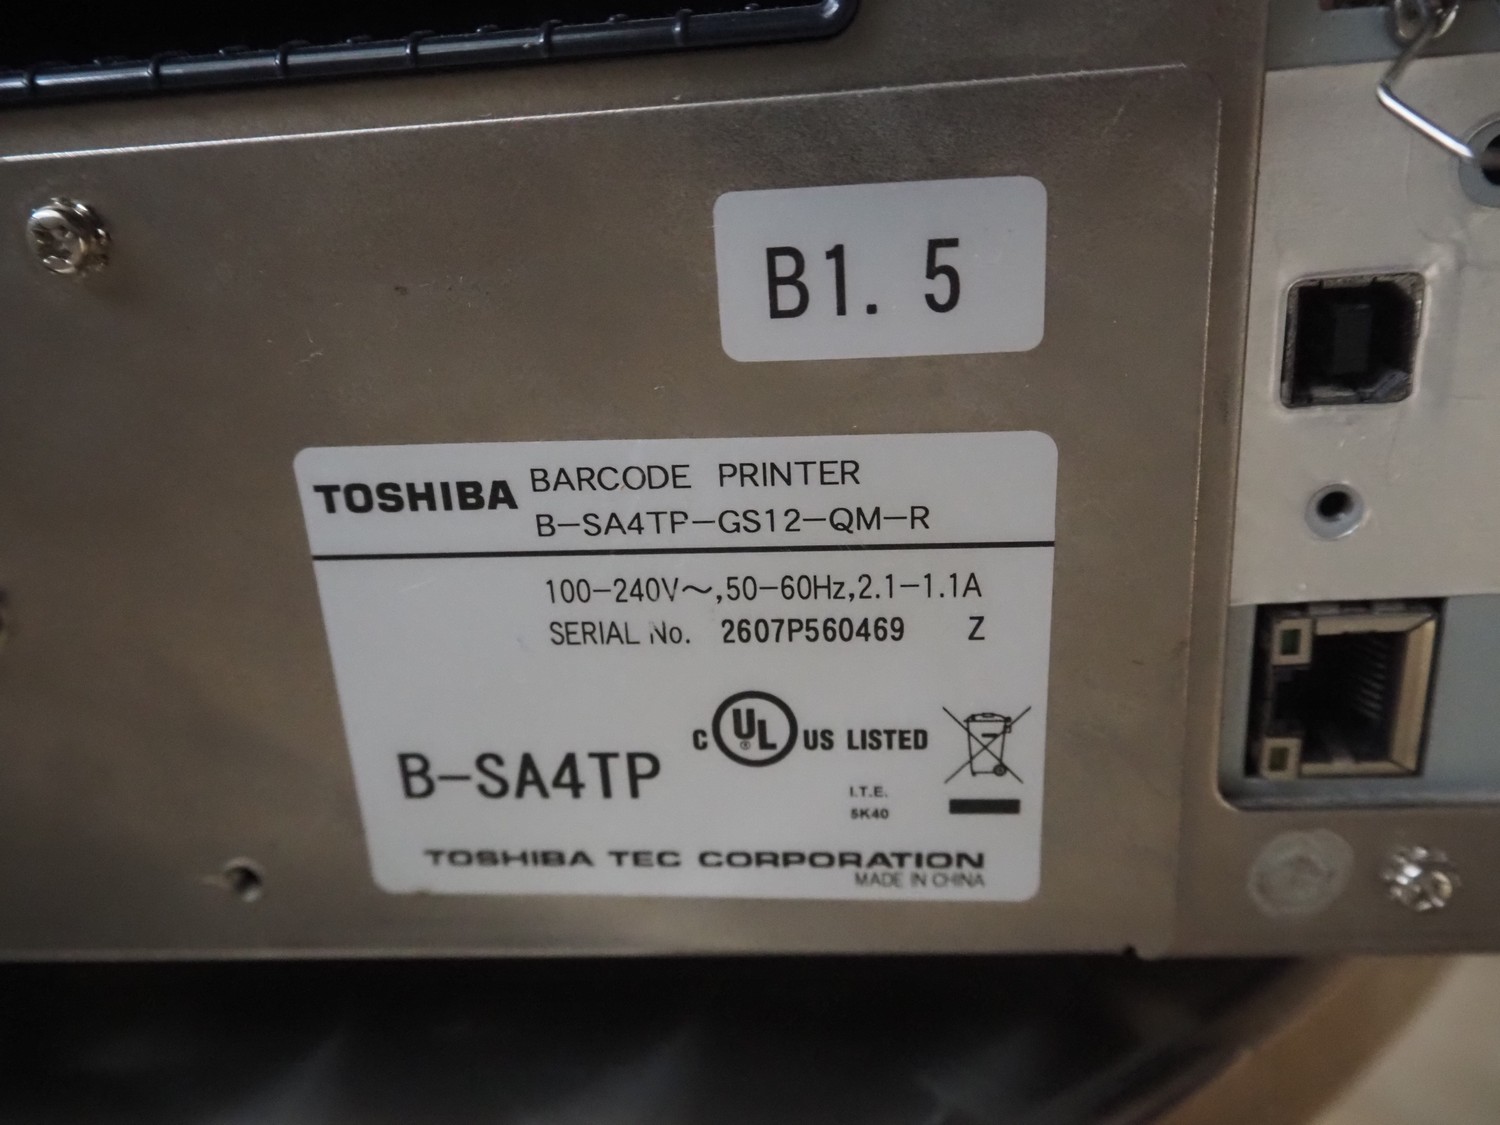 B1. 5
TOSHIBA BARCODE PRINTER
B-SA4TP-GS12-QM-R
100-240V～,50-60Hz,2.1-1.1A
SERIAL No. 2607P560469 Z
C UL ® US LISTED
B-SA4TP
I.T.E.
5K40
TOSHIBA TEC CORPORATION
MADE IN CHINA